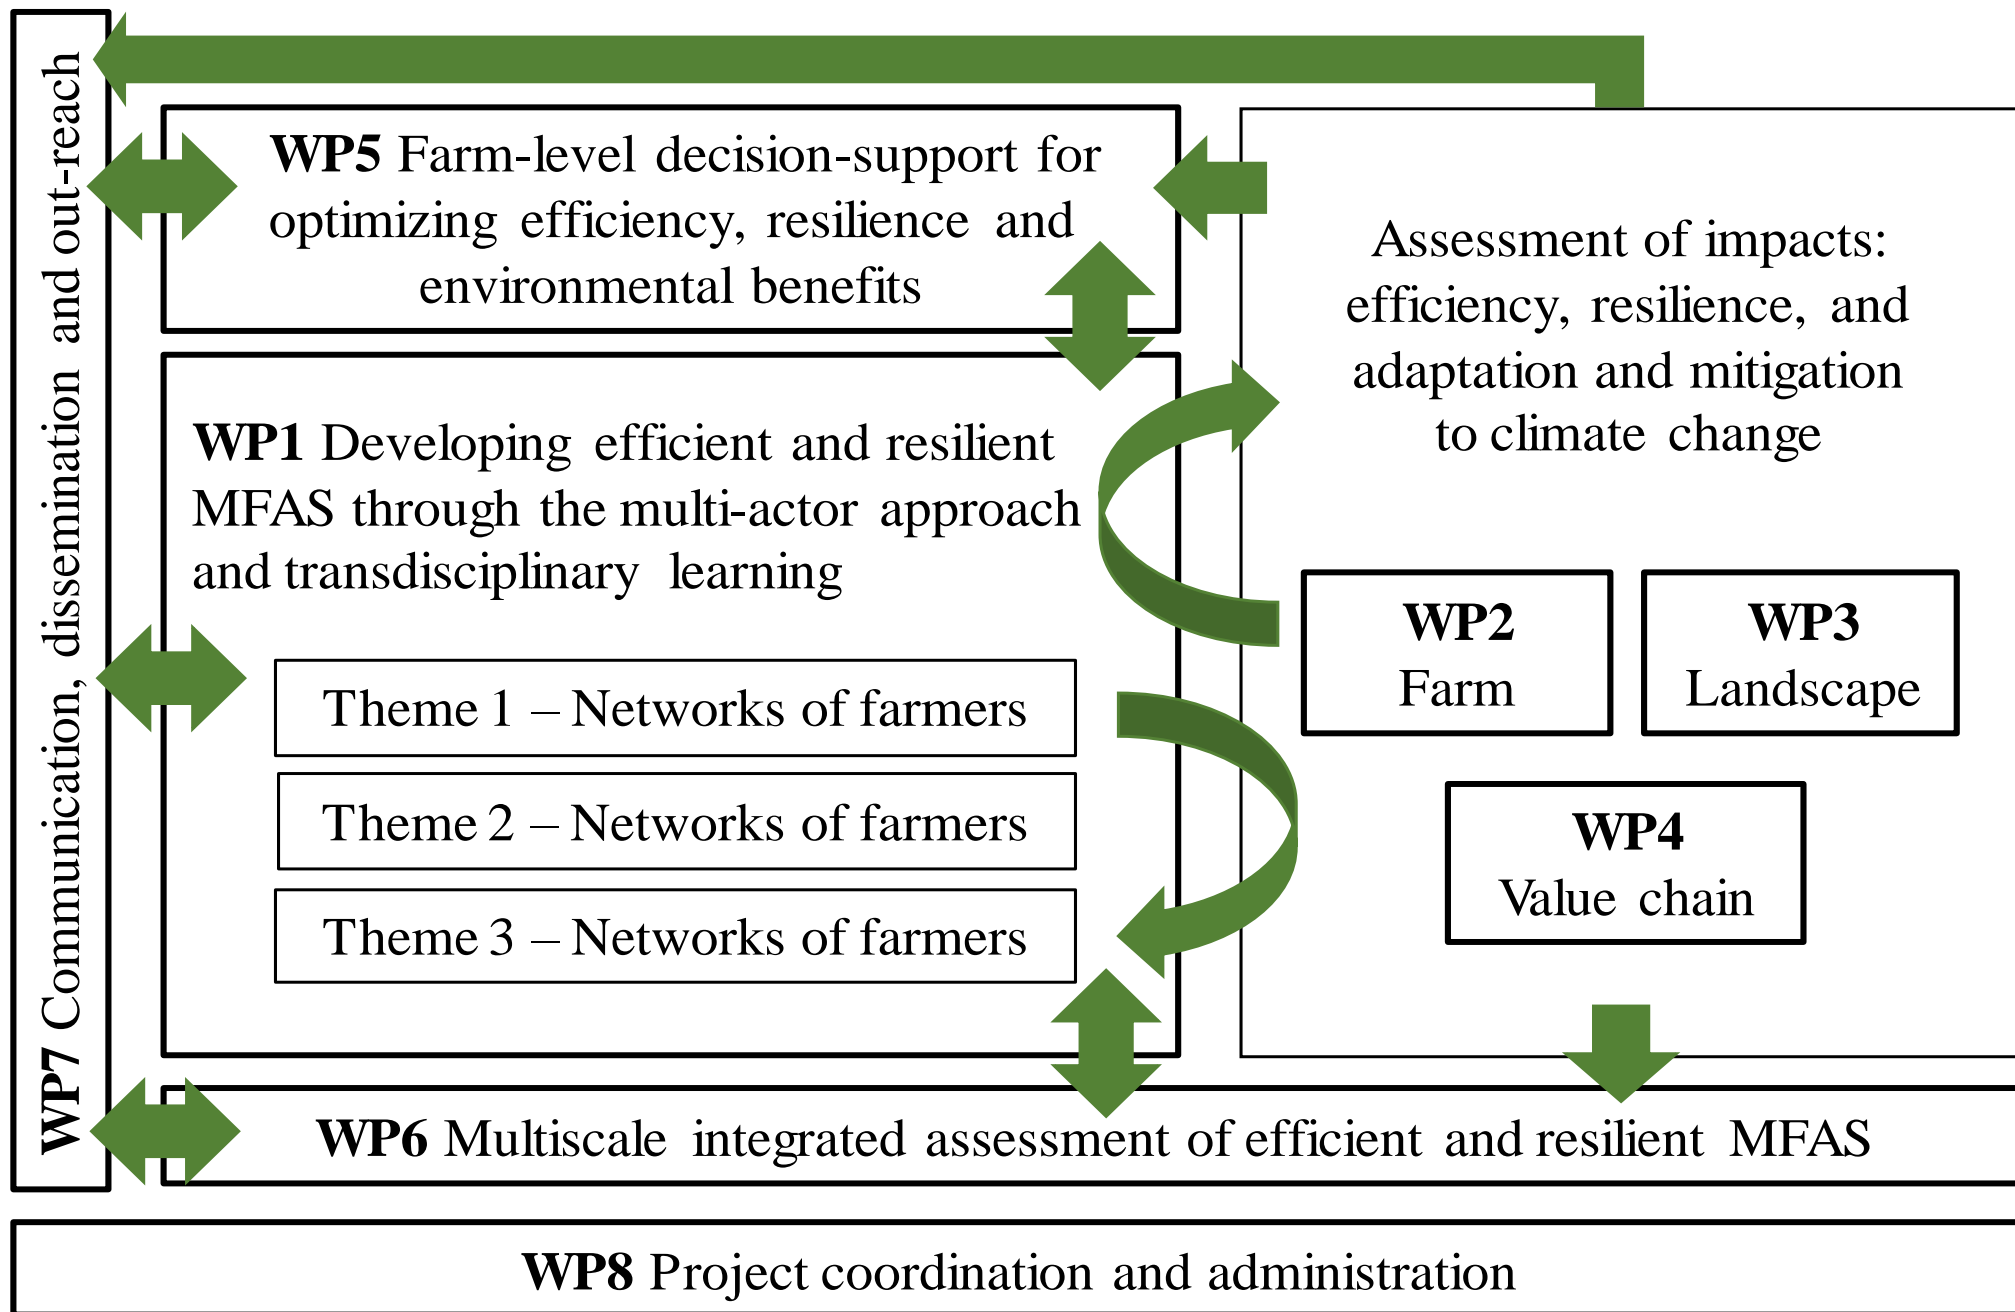 WP7 Communication, dissemination and out-reach
WP5 Farm-level decision-support for
optimizing efficiency, resilience and
environmental benefits
WP1 Developing efficient and resilient
MFAS through the multi-actor approach
and transdisciplinary learning
Theme 1 – Networks of farmers
Theme 2 – Networks of farmers
Theme 3 – Networks of farmers
Assessment of impacts:
efficiency, resilience, and
adaptation and mitigation
to climate change
WP2
Farm
WP3
Landscape
WP4
Value chain
WP6 Multiscale integrated assessment of efficient and resilient MFAS
WP8 Project coordination and administration